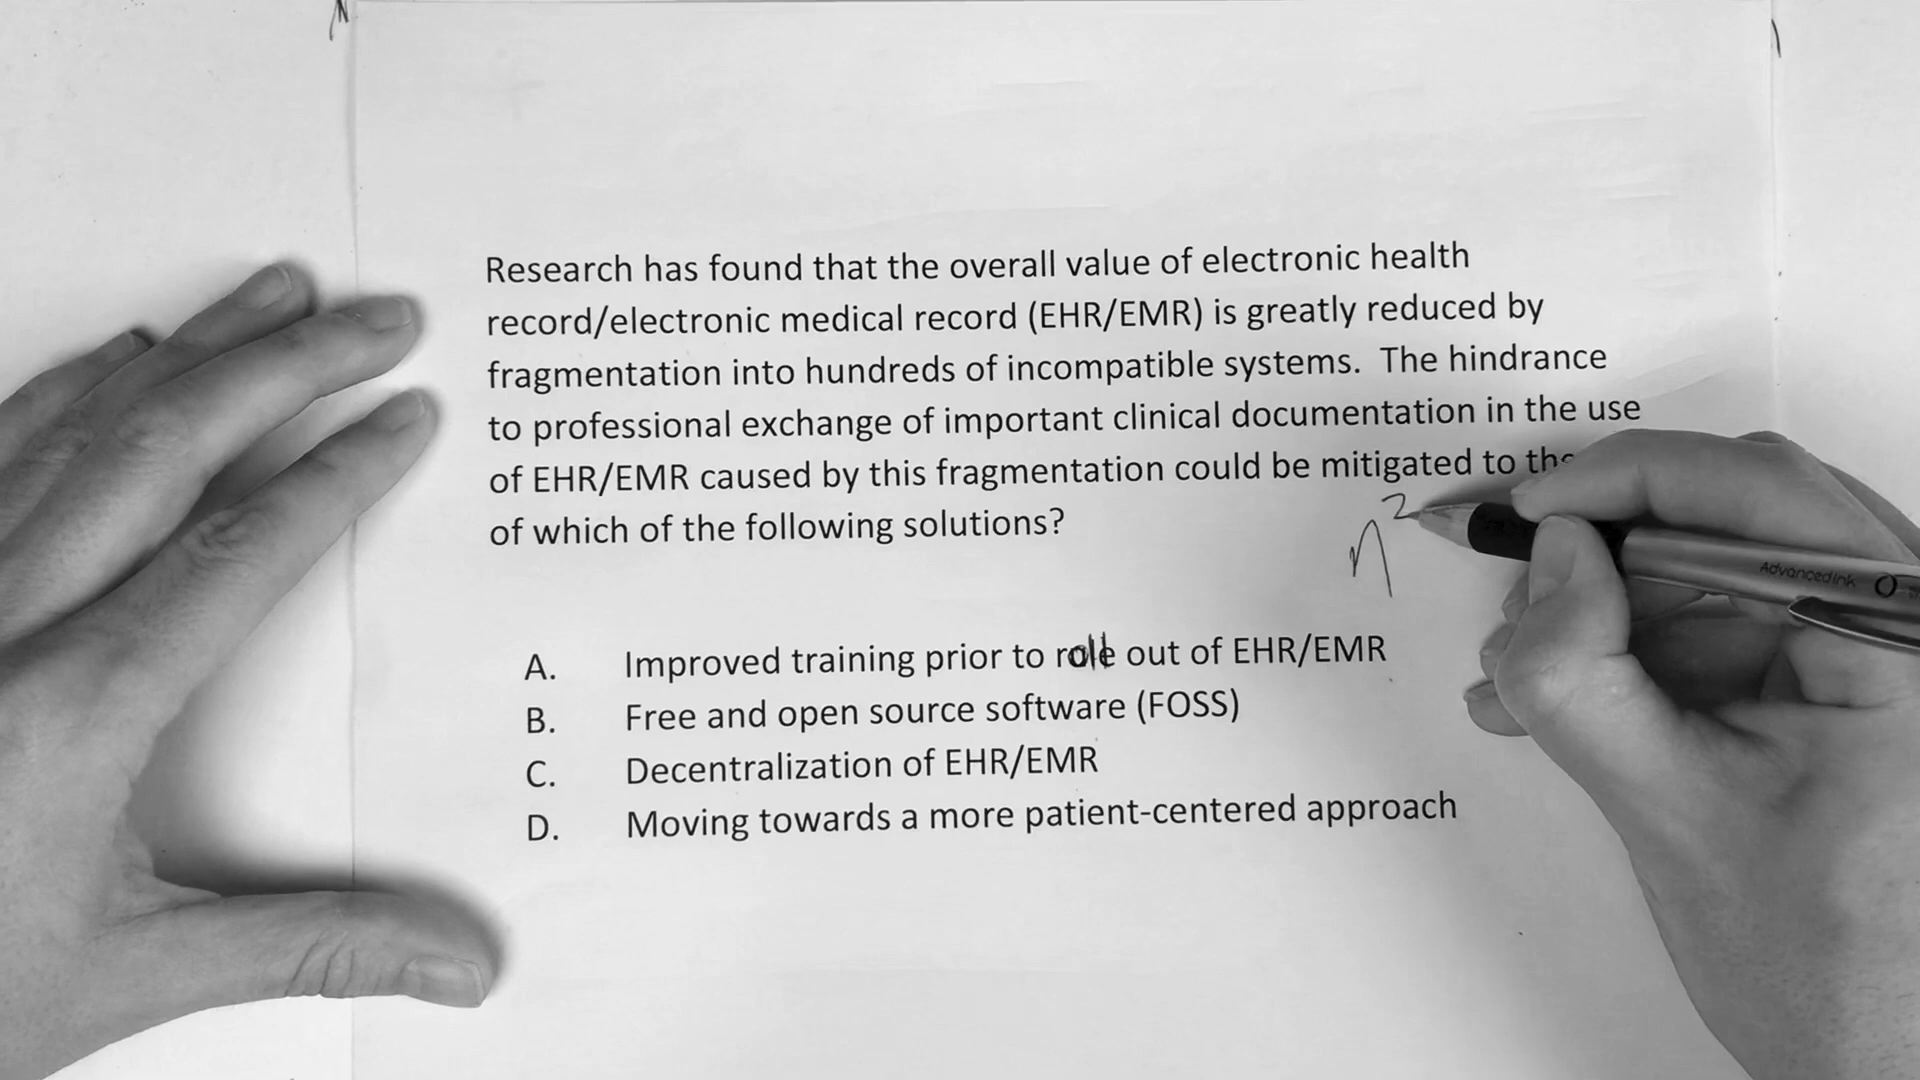 Research has found that the overall value of electronic health
record/electronic medical record (EHR/EMR) is greatly reduced by
fragmentation into hundreds of incompatible systems. The hindrance
to professional exchange of important clinical documentation in the use
of EHR/EMR caused by this fragmentation could be mitigated to the
of which of the following solutions?
η²
A. Improved training prior to out of EHR/EMR
B. Free and open source software (FOSS)
C. Decentralization of EHR/EMR
D. Moving towards a more patient-centered approach
AdvancedInk